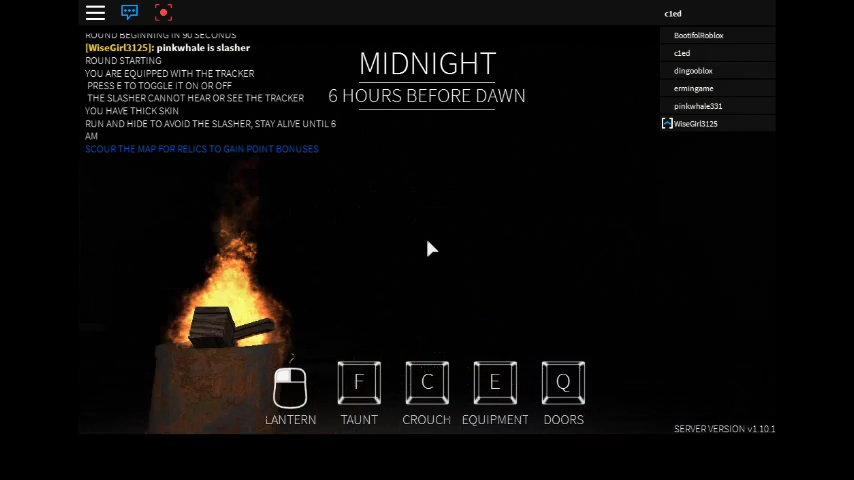 c1ed
ROUND BEGINNING IN 90 SECONDS
[WiseGirl3125]: pinkwhale is slasher
ROUND STARTING
YOU ARE EQUIPPED WITH THE TRACKER
PRESS E TO TOGGLE IT ON OR OFF
THE SLASHER CANNOT HEAR OR SEE THE TRACKER
YOU HAVE THICK SKIN
RUN AND HIDE TO AVOID THE SLASHER, STAY ALIVE UNTIL 6
AM
SCOUR THE MAP FOR RELICS TO GAIN POINT BONUSES
MIDNIGHT
6 HOURS BEFORE DAWN
BootifolRoblox
c1ed
dingooblox
ermingame
pinkwhale331
WiseGirl3125
F
C
E
Q
LANTERN
TAUNT
CROUCH
EQUIPMENT
DOORS
SERVER VERSION v1.10.1